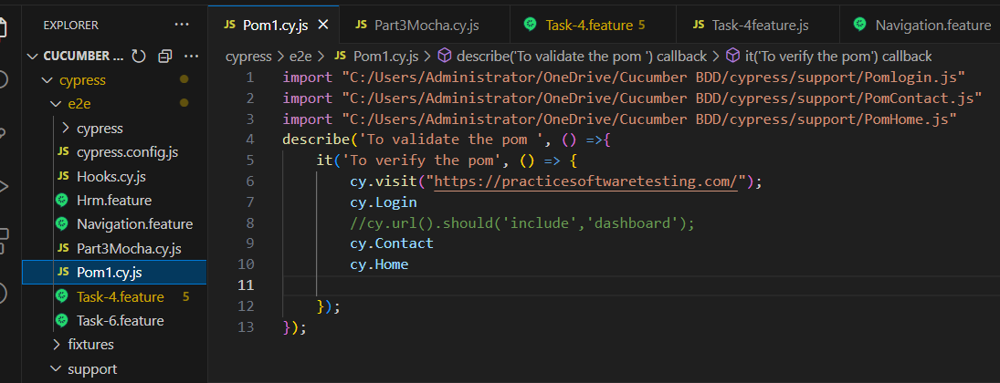 EXPLORER ···
CUCUMBER ... ···
cypress
e2e
cypress
JS cypress.config.js
JS Hooks.cy.js
Hrm.feature
Navigation.feature
JS Part3Mocha.cy.js
JS Pom1.cy.js
Task-4.feature 5
Task-6.feature
fixtures
support
JS Pom1.cy.js × JS Part3Mocha.cy.js Task-4.feature 5 JS Task-4feature.js Navigation.feature
cypress > e2e > JS Pom1.cy.js > describe('To validate the pom ') callback > it('To verify the pom') callback
1 import "C:/Users/Administrator/OneDrive/Cucumber BDD/cypress/support/Pomlogin.js"
2 import "C:/Users/Administrator/OneDrive/Cucumber BDD/cypress/support/PomContact.js"
3 import "C:/Users/Administrator/OneDrive/Cucumber BDD/cypress/support/PomHome.js"
4 describe('To validate the pom ', () =>{
5 it('To verify the pom', () => {
6 cy.visit("https://practicesoftwaretesting.com/");
7 cy.Login
8 //cy.url().should('include','dashboard');
9 cy.Contact
10 cy.Home
11
12 });
13 });